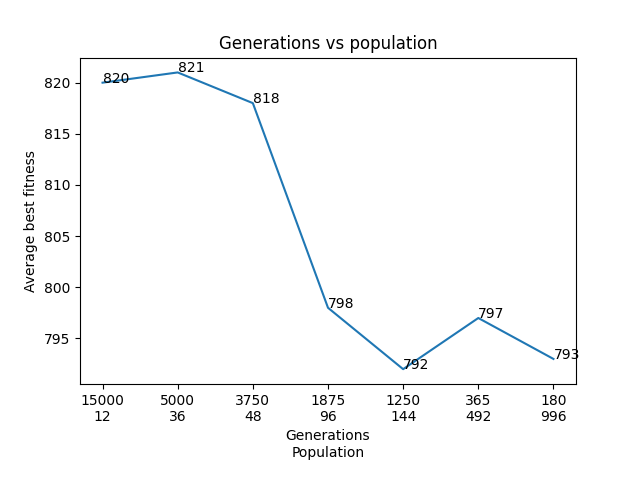 Generations vs population
820
821
818
798
792
797
793
820
815
810
805
800
795
Average best fitness
15000 5000 3750 1875 1250 365 180
12 36 48 96 144 492 996
Generations
Population